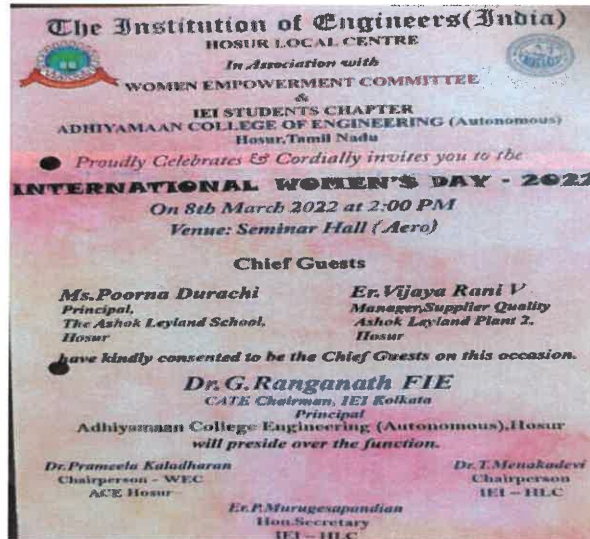 The Institution of Engineers(India)
HOSUR LOCAL CENTRE
In Association with
WOMEN EMPOWERMENT COMMITTEE
&
IEI STUDENTS CHAPTER
ADHIYAMAAN COLLEGE OF ENGINEERING (Autonomous)
Hosur,Tamil Nadu
Proudly Celebrates & Cordially invites you to the
INTERNATIONAL WOMEN'S DAY - 2022
On 8th March 2022 at 2:00 PM
Venue: Seminar Hall (Aero)
Chief Guests
Ms.Poorna Durachi
Principal,
The Ashok Leyland School,
Hosur
Er.Vijaya Rani V
Manager,Supplier Quality
Ashok Leyland Plant 2,
Hosur
have kindly consented to be the Chief Guests on this occasion.
Dr.G.Ranganath FIE
CATE Chairman, IEI Kolkata
Principal
Adhiyamaan College Engineering (Autonomous),Hosur
will preside over the function.
Dr.Prameela Kaladharan
Chairperson - WEC
ACE Hosur
Dr.T.Menakadevi
Chairperson
IEI – HLC
Er.P.Murugesapandian
Hon.Secretary
IEI – HLC